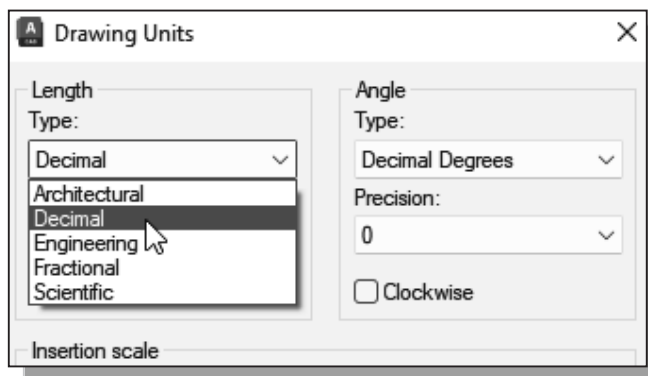 Drawing Units
Length
Type:
Decimal
Architectural
Decimal
Engineering
Fractional
Scientific
Angle
Type:
Decimal Degrees
Precision:
0
Clockwise
Insertion scale